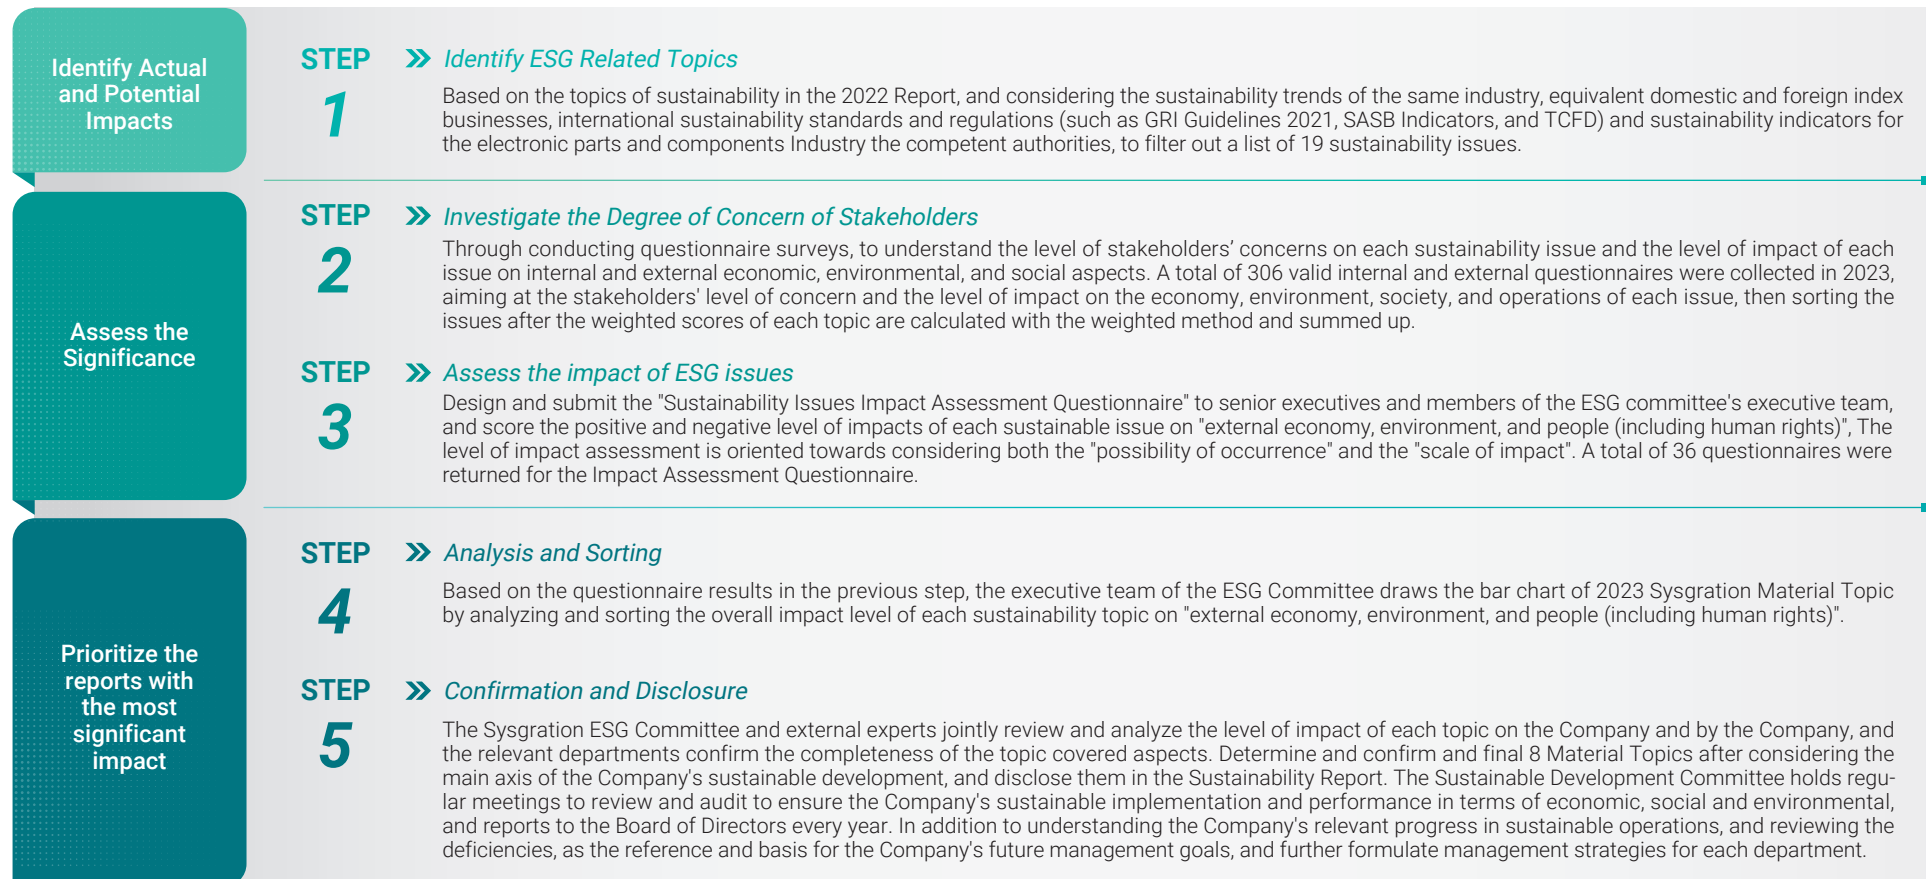 Identify Actual
and Potential
Impacts
STEP
1
Identify ESG Related Topics
Based on the topics of sustainability in the 2022 Report, and considering the sustainability trends of the same industry, equivalent domestic and foreign index
businesses, international sustainability standards and regulations (such as GRI Guidelines 2021, SASB Indicators, and TCFD) and sustainability indicators for
the electronic parts and components Industry the competent authorities, to filter out a list of 19 sustainability issues.
Assess the
Significance
STEP
2
Investigate the Degree of Concern of Stakeholders
Through conducting questionnaire surveys, to understand the level of stakeholders' concerns on each sustainability issue and the level of impact of each
issue on internal and external economic, environmental, and social aspects. A total of 306 valid internal and external questionnaires were collected in 2023,
aiming at the stakeholders' level of concern and the level of impact on the economy, environment, society, and operations of each issue, then sorting the
issues after the weighted scores of each topic are calculated with the weighted method and summed up.
STEP
3
Assess the impact of ESG issues
Design and submit the "Sustainability Issues Impact Assessment Questionnaire" to senior executives and members of the ESG committee's executive team,
and score the positive and negative level of impacts of each sustainable issue on "external economy, environment, and people (including human rights)", The
level of impact assessment is oriented towards considering both the "possibility of occurrence" and the "scale of impact". A total of 36 questionnaires were
returned for the Impact Assessment Questionnaire.
Prioritize the
reports with
the most
significant
impact
STEP
4
Analysis and Sorting
Based on the questionnaire results in the previous step, the executive team of the ESG Committee draws the bar chart of 2023 Sysgration Material Topic
by analyzing and sorting the overall impact level of each sustainability topic on "external economy, environment, and people (including human rights)".
STEP
5
Confirmation and Disclosure
The Sysgration ESG Committee and external experts jointly review and analyze the level of impact of each topic on the Company and by the Company, and
the relevant departments confirm the completeness of the topic covered aspects. Determine and confirm and final 8 Material Topics after considering the
main axis of the Company's sustainable development, and disclose them in the Sustainability Report. The Sustainable Development Committee holds regu-
lar meetings to review and audit to ensure the Company's sustainable implementation and performance in terms of economic, social and environmental,
and reports to the Board of Directors every year. In addition to understanding the Company's relevant progress in sustainable operations, and reviewing the
deficiencies, as the reference and basis for the Company's future management goals, and further formulate management strategies for each department.